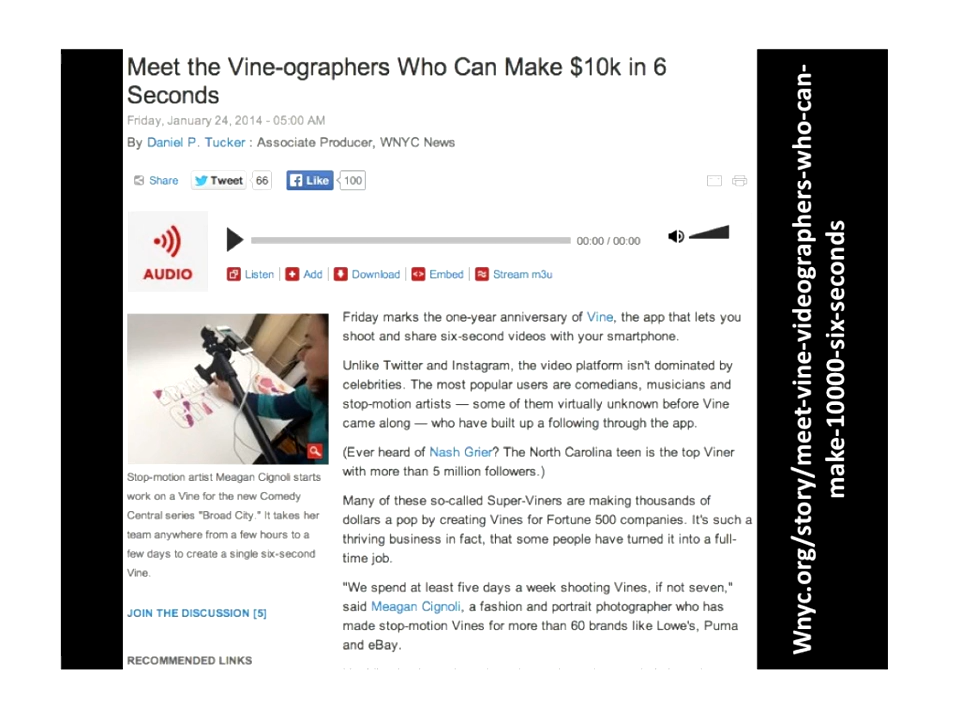 Meet the Vine-ographers Who Can Make $10k in 6
Seconds
Friday, January 24, 2014 - 05:00 AM
By Daniel P. Tucker : Associate Producer, WNYC News
Share Tweet 66 Like 100
AUDIO
00:00 / 00:00
Listen Add Download Embed Stream m3u
Friday marks the one-year anniversary of Vine, the app that lets you
shoot and share six-second videos with your smartphone.
Unlike Twitter and Instagram, the video platform isn't dominated by
celebrities. The most popular users are comedians, musicians and
stop-motion artists — some of them virtually unknown before Vine
came along — who have built up a following through the app.
(Ever heard of Nash Grier? The North Carolina teen is the top Viner
with more than 5 million followers.)
Many of these so-called Super-Viners are making thousands of
dollars a pop by creating Vines for Fortune 500 companies. It's such a
thriving business in fact, that some people have turned it into a full-
time job.
"We spend at least five days a week shooting Vines, if not seven,"
said Meagan Cignoli, a fashion and portrait photographer who has
made stop-motion Vines for more than 60 brands like Lowe's, Puma
and eBay.
Stop-motion artist Meagan Cignoli starts
work on a Vine for the new Comedy
Central series "Broad City." It takes her
team anywhere from a few hours to a
few days to create a single six-second
Vine.
JOIN THE DISCUSSION [5]
RECOMMENDED LINKS
Wnyc.org/story/meet-vine-videographers-who-can-
make-10000-six-seconds